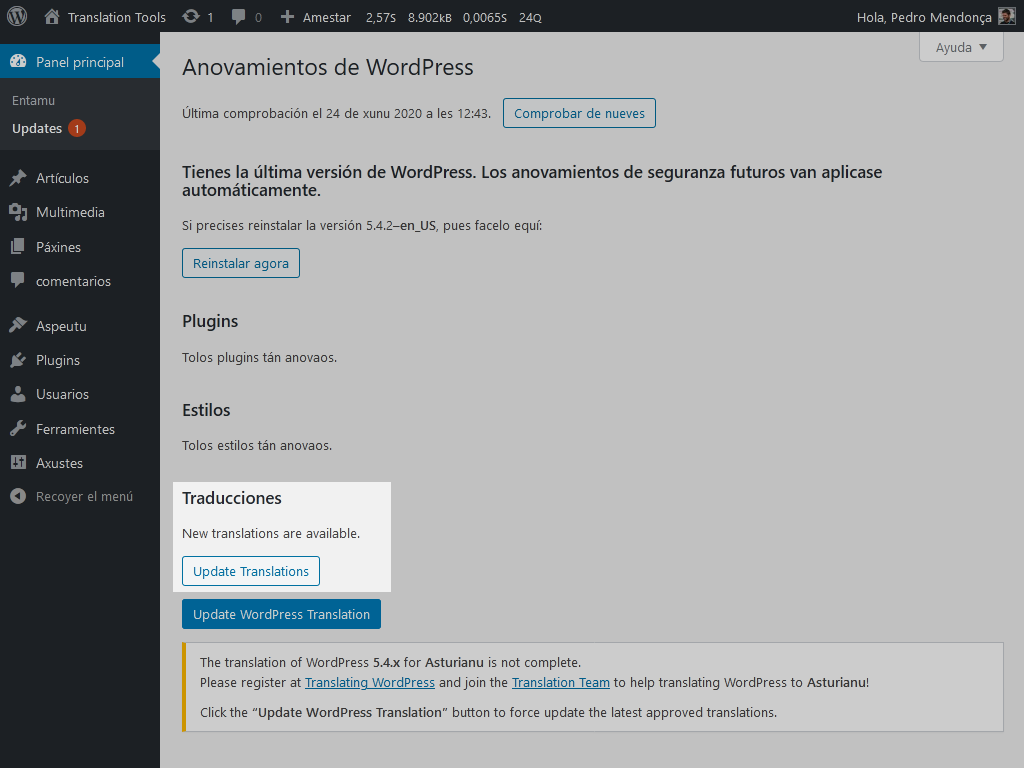 Translation Tools 1 0 Amestar 2,57s 8.902kB 0,0065s 24Q Hola, Pedro Mendonça
Ayuda
Panel principal
Entamu
Updates 1
Artículos
Multimedia
Páxines
comentarios
Aspeutu
Plugins
Usuarios
Ferramientes
Axustes
Recoyer el menú
Anovamientos de WordPress
Última comprobación el 24 de xunu 2020 a les 12:43. Comprobar de nueves
Tienes la última versión de WordPress. Los anovamientos de seguranza futuros van aplicase
automáticamente.
Si precises reinstalar la versión 5.4.2–en_US, pues facelo equí:
Reinstalar agora
Plugins
Tolos plugins tán anovaos.
Estilos
Tolos estilos tán anovaos.
Traducciones
New translations are available.
Update Translations
Update WordPress Translation
The translation of WordPress 5.4.x for Asturianu is not complete.
Please register at Translating WordPress and join the Translation Team to help translating WordPress to Asturianu!
Click the “Update WordPress Translation” button to force update the latest approved translations.